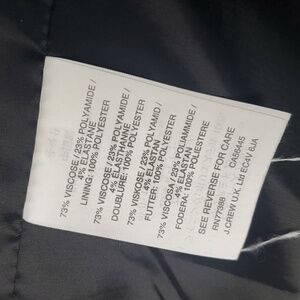 73% VISCOSE / 23% POLYAMIDE /
4% ELASTANE
LINING: 100% POLYESTER
73% VISCOSE / 23% POLYAMIDE /
4% ELASTHANNE
DOUBLURE: 100% POLYESTER
73% VISKOSE / 23% POLYAMID /
4% ELASTAN
FUTTER: 100% POLYESTER
73% VISCOSA / 23% POLIAMMIDE /
4% ELASTAN
FODERA: 100% POLIESTERE
SEE REVERSE FOR CARE
RN77388 CA56445
J.CREW U.K. Ltd EC4V 6JA